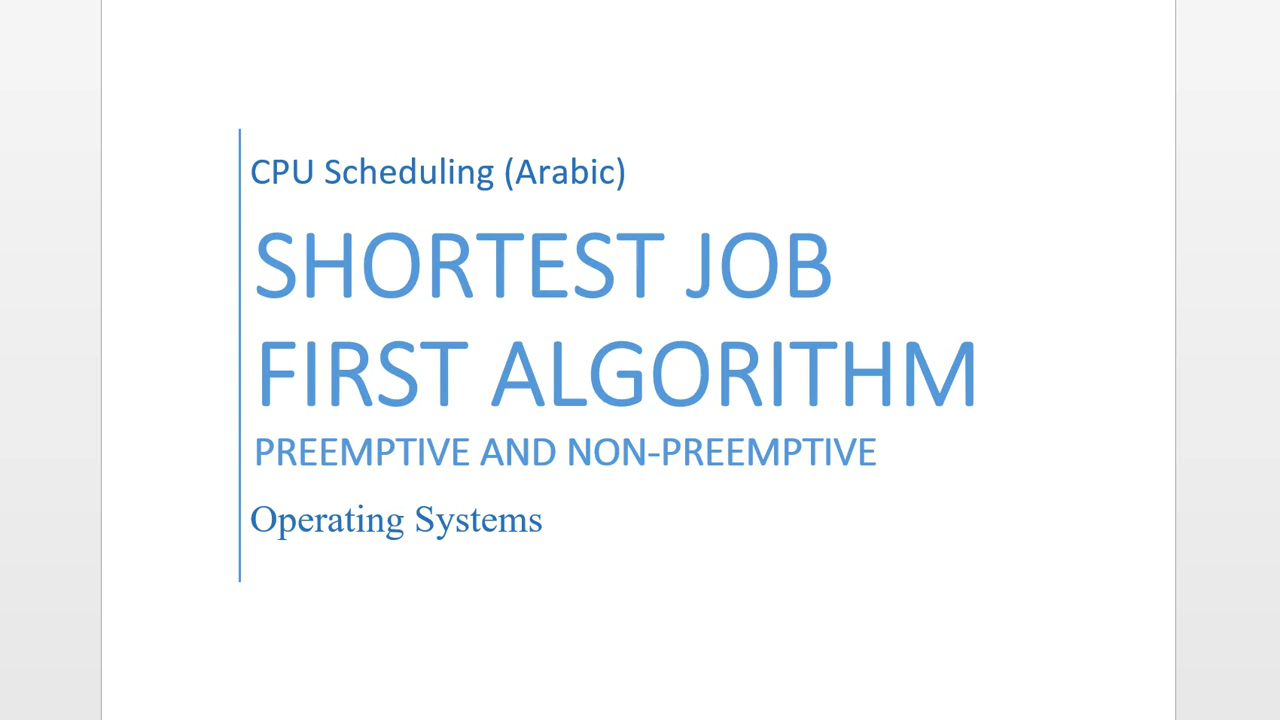 CPU Scheduling (Arabic)
SHORTEST JOB
FIRST ALGORITHM
PREEMPTIVE AND NON-PREEMPTIVE
Operating Systems